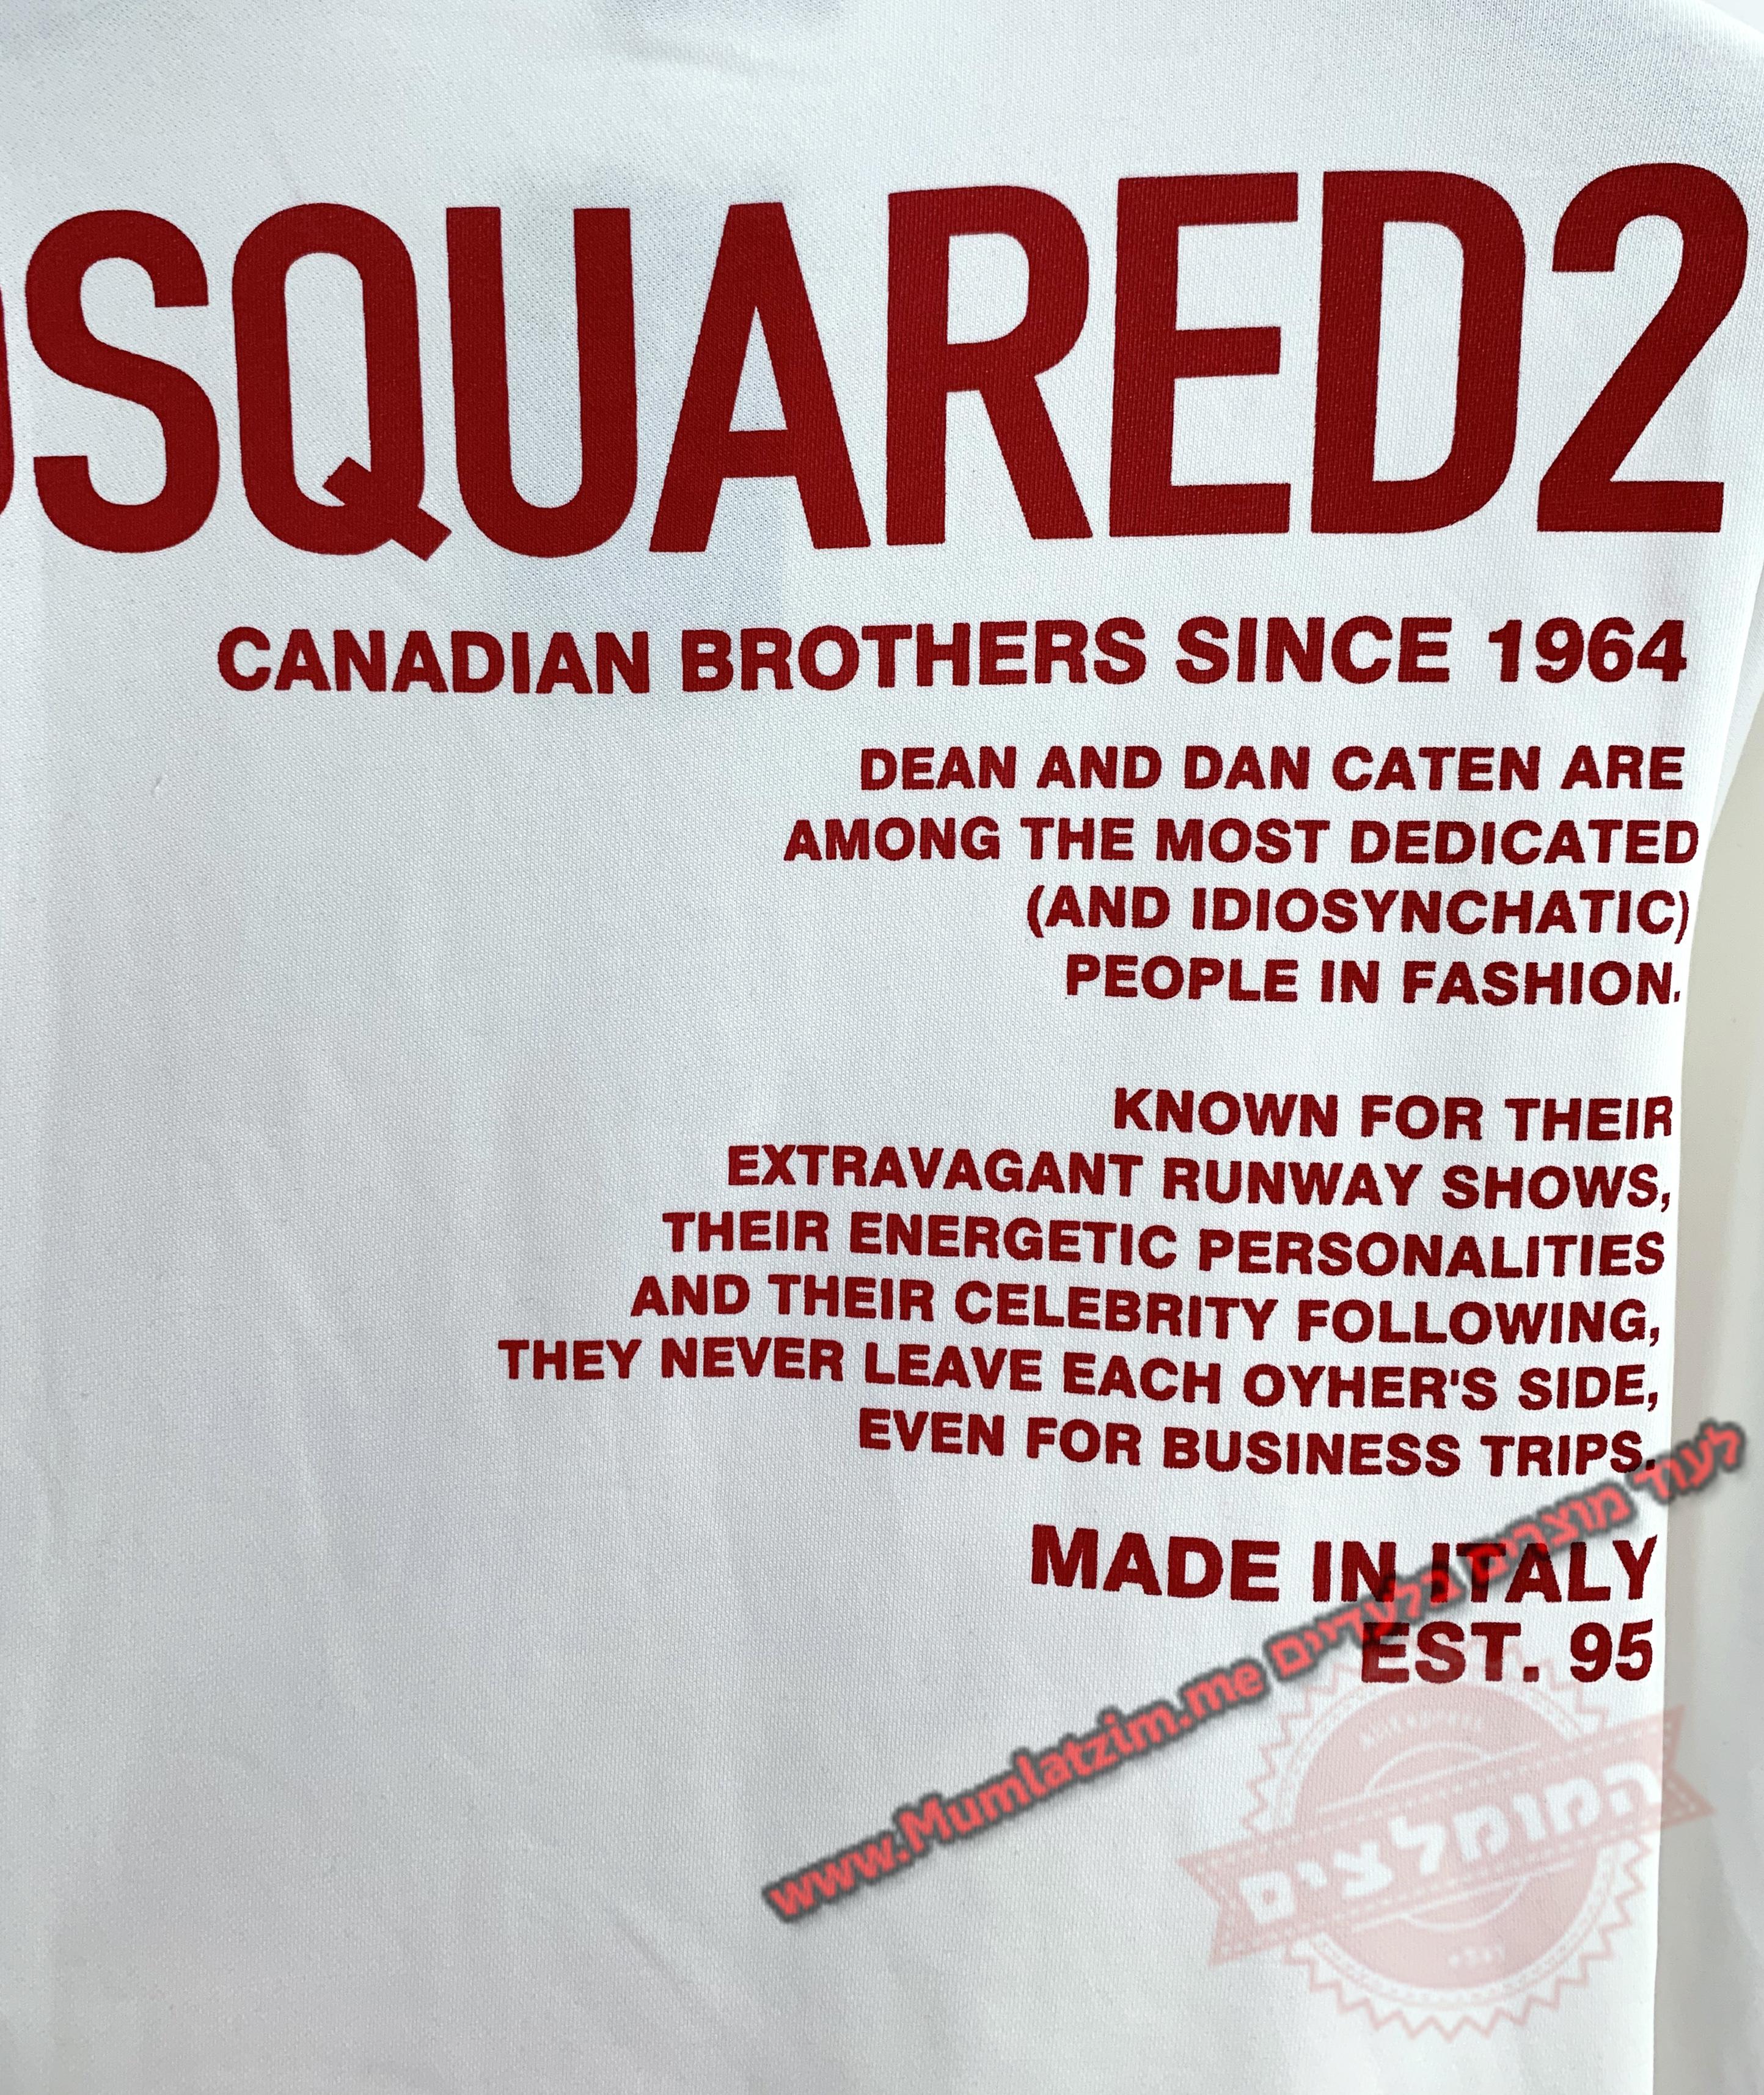 DSQUARED2
CANADIAN BROTHERS SINCE 1964
DEAN AND DAN CATEN ARE
AMONG THE MOST DEDICATED
(AND IDIOSYNCHATIC)
PEOPLE IN FASHION.
KNOWN FOR THEIR
EXTRAVAGANT RUNWAY SHOWS,
THEIR ENERGETIC PERSONALITIES
AND THEIR CELEBRITY FOLLOWING,
THEY NEVER LEAVE EACH OYHER'S SIDE,
EVEN FOR BUSINESS TRIPS.
MADE IN ITALY
EST. 95
לעוד מוצרים בלעדיים www.Mumlatzim.me
AliExpress
המומלצים